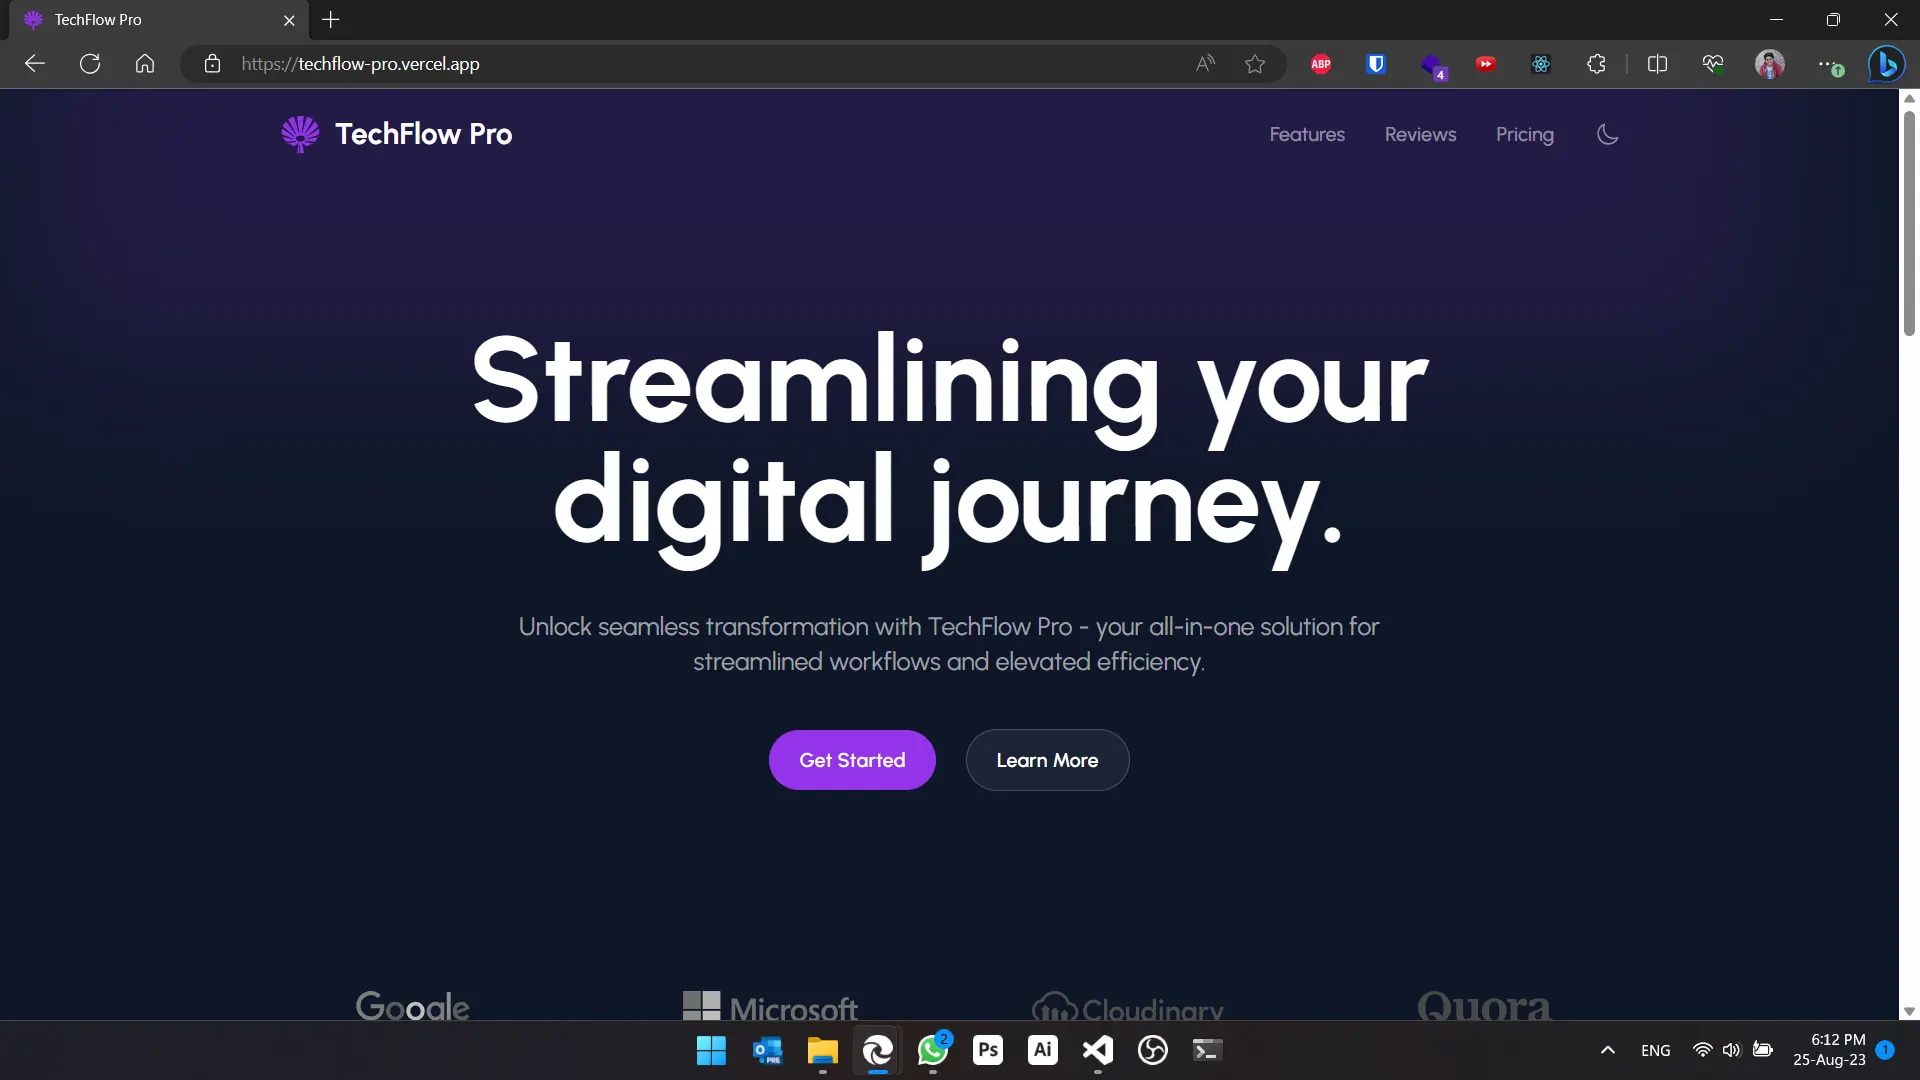 TechFlow Pro
https://techflow-pro.vercel.app
A
ABP
4
b
TechFlow Pro
Features
Reviews
Pricing
Streamlining your
digital journey.
Unlock seamless transformation with TechFlow Pro - your all-in-one solution for
streamlined workflows and elevated efficiency.
Get Started
Learn More
Google
Microsoft
Cloudinary
Quora
O
PRE
2
Ps
Ai
ENG
6:12 PM
25-Aug-23
1